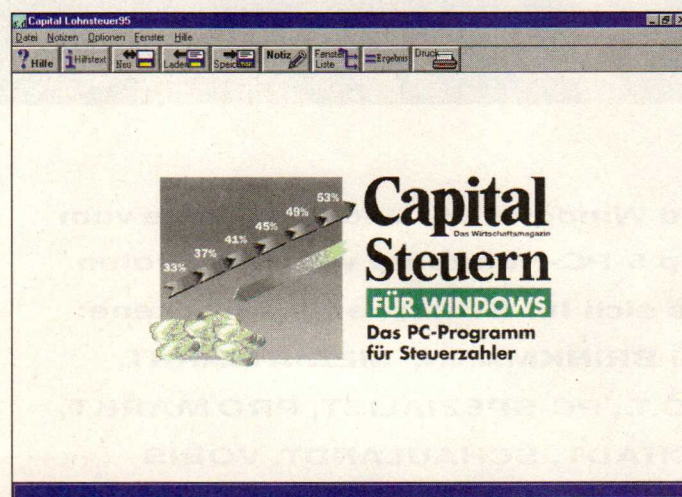 Capital Lohnsteuer95
Datei Notizen Optionen Fenster Hilfe
? Hilfe i Hilfstext Neu Laden Speichern Notiz Fenster Liste Ergebnis Druck
33% 37% 41% 45% 49% 53%
Capital
Das Wirtschaftsmagazin
Steuern
FÜR WINDOWS
Das PC-Programm
für Steuerzahler